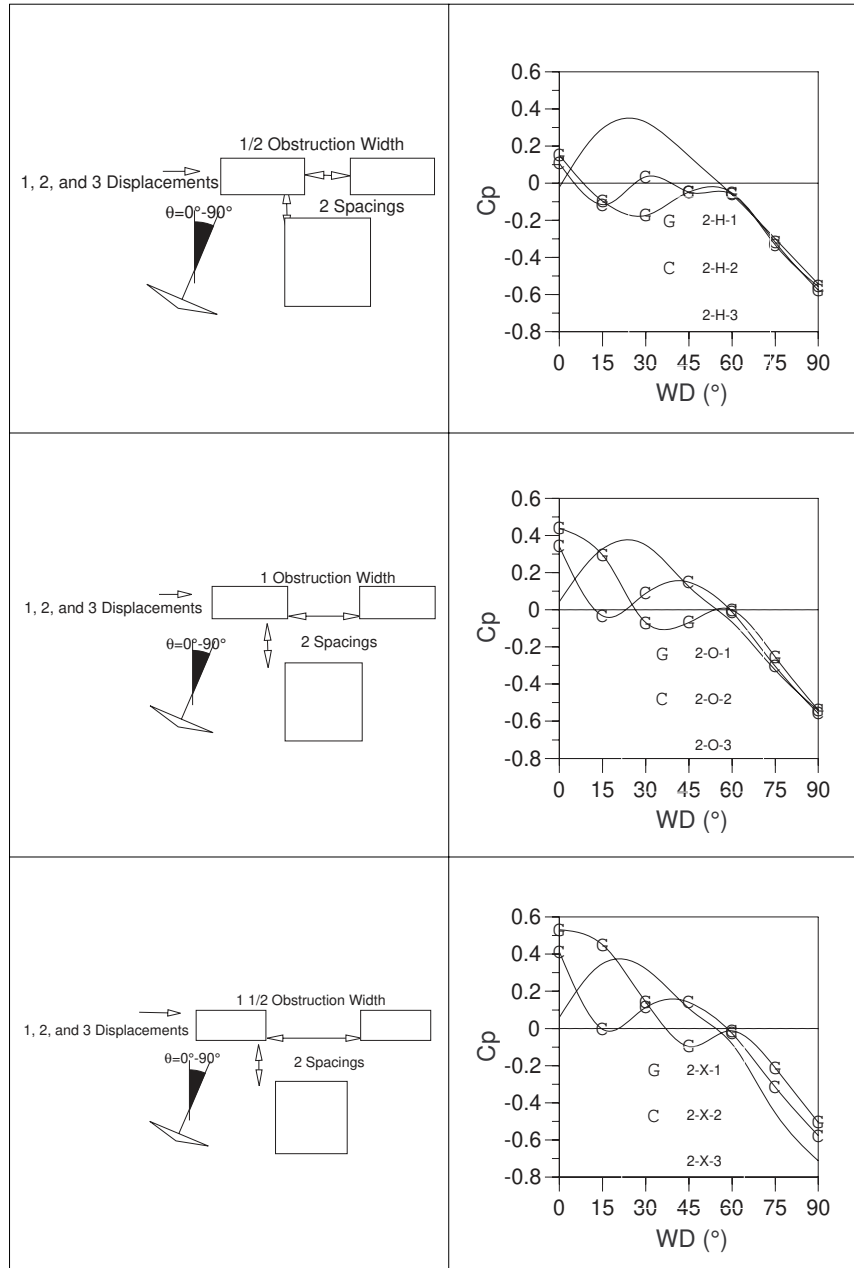 1/2 Obstruction Width
1, 2, and 3 Displacements
2 Spacings
θ=0°-90°
0.6
0.4
0.2
0
-0.2
-0.4
-0.6
-0.8
Cp
G 2-H-1
C 2-H-2
2-H-3
0 15 30 45 60 75 90
WD (°)
1 Obstruction Width
1, 2, and 3 Displacements
2 Spacings
θ=0°-90°
0.6
0.4
0.2
0
-0.2
-0.4
-0.6
-0.8
Cp
G 2-O-1
C 2-O-2
2-O-3
0 15 30 45 60 75 90
WD (°)
1 1/2 Obstruction Width
1, 2, and 3 Displacements
2 Spacings
θ=0°-90°
0.6
0.4
0.2
0
-0.2
-0.4
-0.6
-0.8
Cp
G 2-X-1
C 2-X-2
2-X-3
0 15 30 45 60 75 90
WD (°)